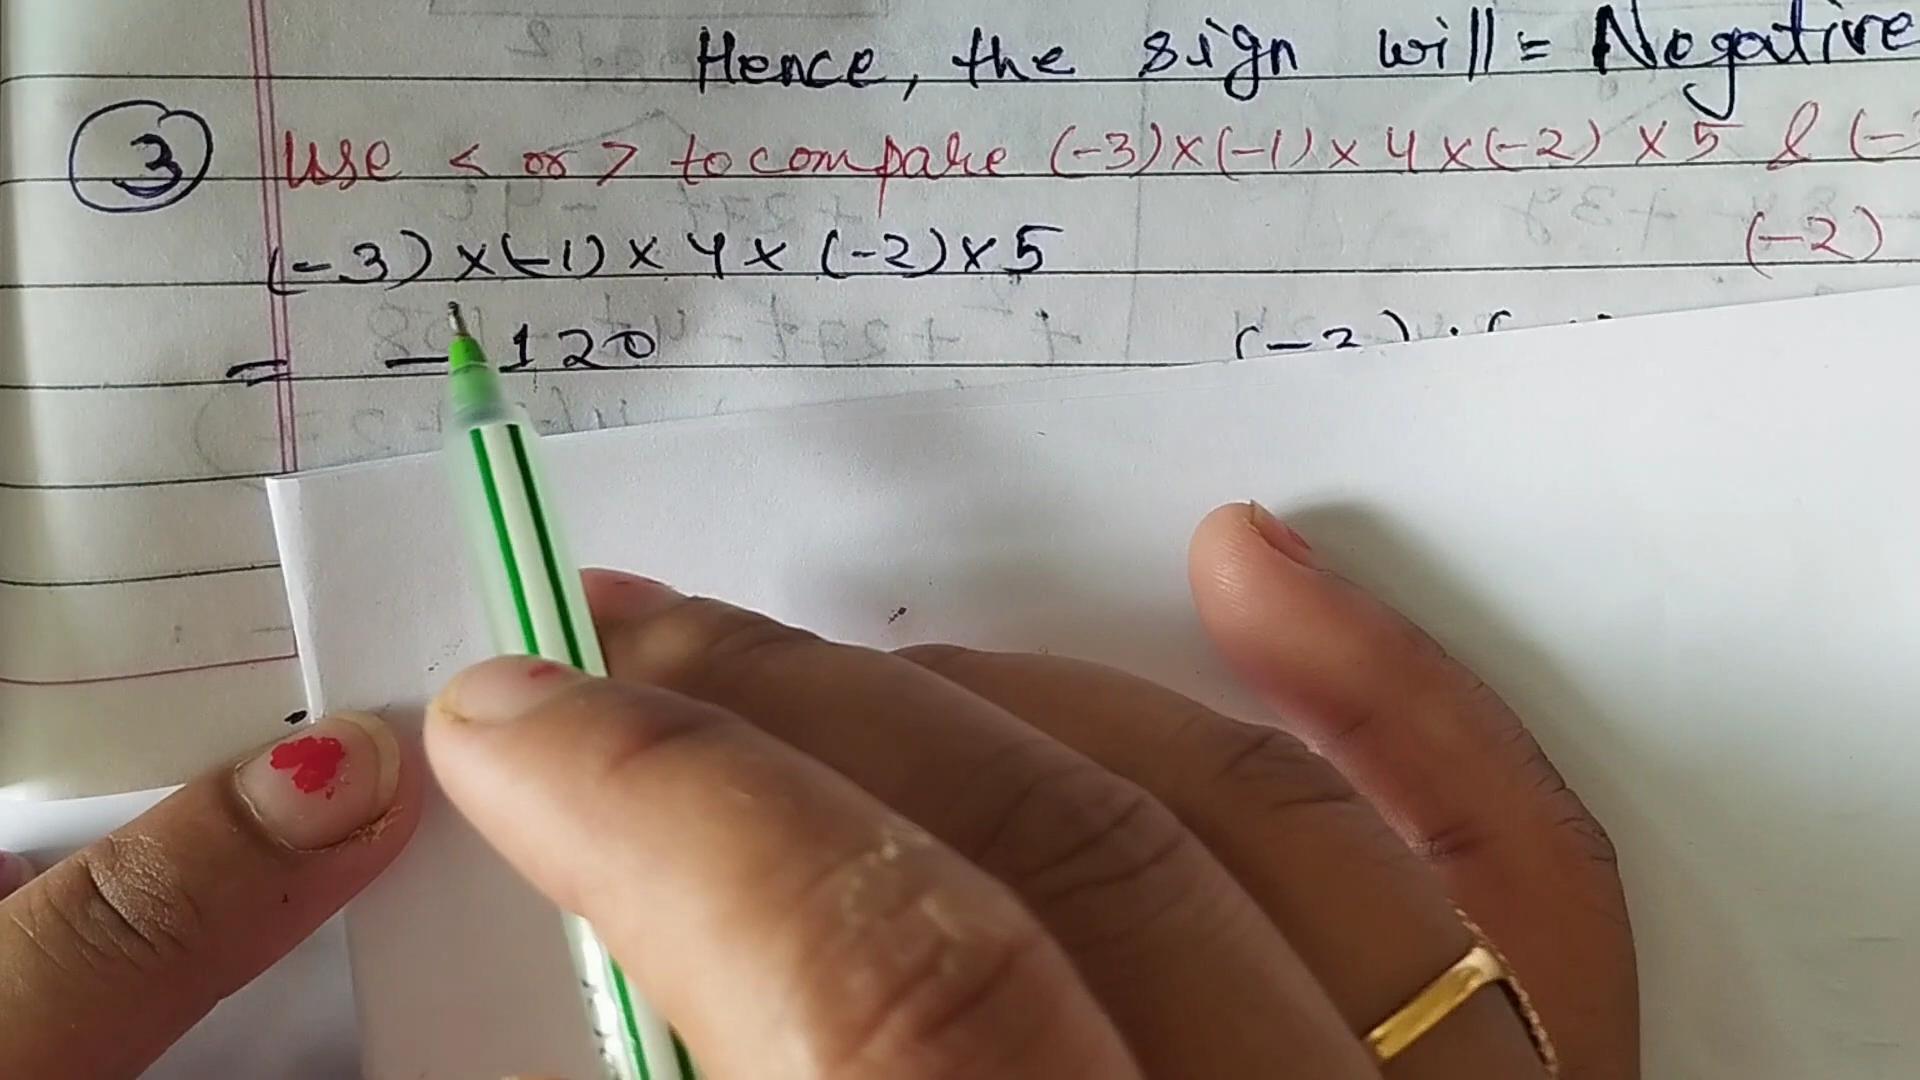 Hence, the sign will = Negative
③ Use < or > to compare (-3)×(-1)×4×(-2)×5 & (-
(-2)
(-3)×(-1)×4×(-2)×5
= -120